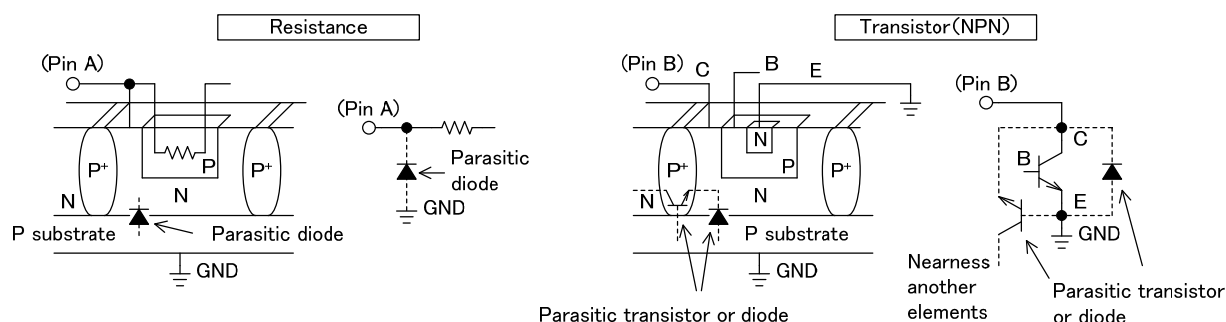 Resistance
(Pin A)
P+
P
P+
N
N
P substrate
Parasitic diode
GND
(Pin A)
Parasitic
diode
GND
Transistor(NPN)
(Pin B)
C
B
E
N
P+
P
P+
N
N
P substrate
GND
Parasitic transistor or diode
(Pin B)
C
B
E
GND
Nearness
another
elements
Parasitic transistor
or diode